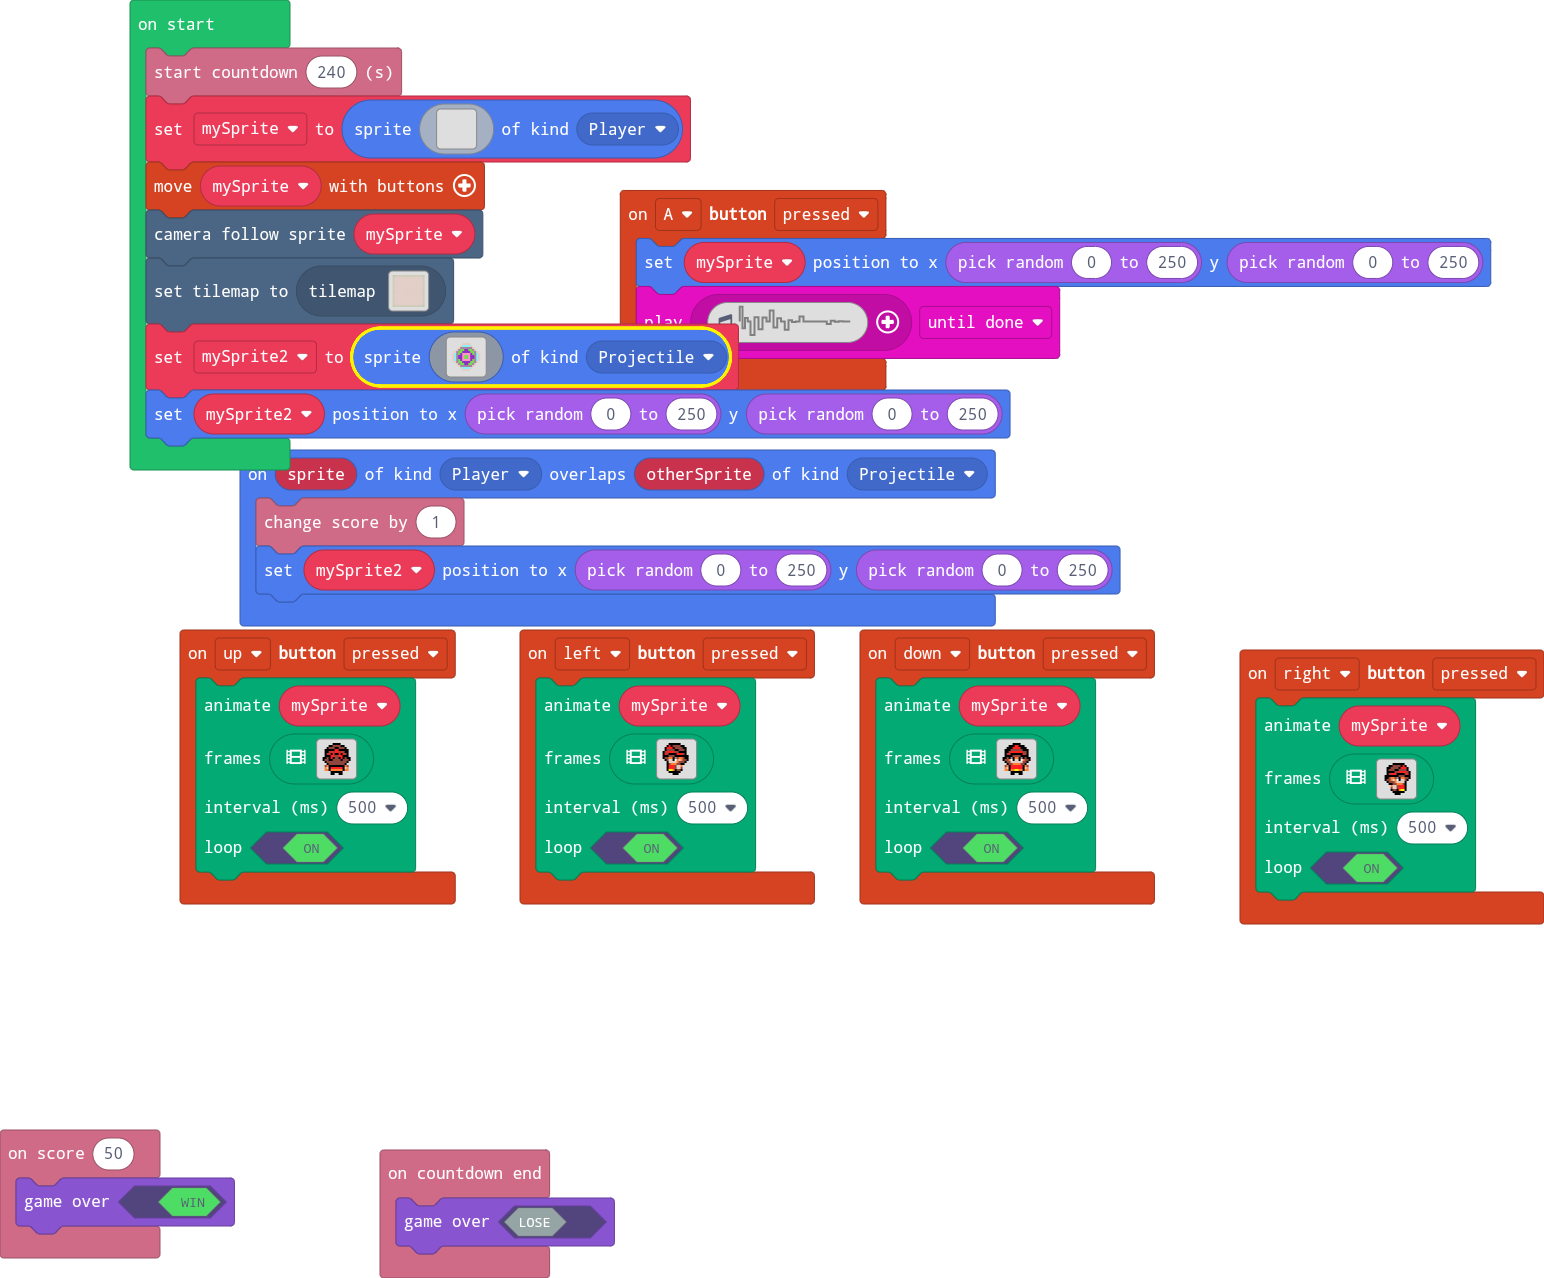 on start
start countdown 240 (s)
set mySprite to sprite of kind Player
move mySprite with buttons
camera follow sprite mySprite
set tilemap to tilemap
set mySprite2 to sprite of kind Projectile
set mySprite2 position to x pick random 0 to 250 y pick random 0 to 250
on A button pressed
set mySprite position to x pick random 0 to 250 y pick random 0 to 250
play until done
on sprite of kind Player overlaps otherSprite of kind Projectile
change score by 1
set mySprite2 position to x pick random 0 to 250 y pick random 0 to 250
on up button pressed
animate mySprite
frames
interval (ms) 500
loop ON
on left button pressed
animate mySprite
frames
interval (ms) 500
loop ON
on down button pressed
animate mySprite
frames
interval (ms) 500
loop ON
on right button pressed
animate mySprite
frames
interval (ms) 500
loop ON
on score 50
game over WIN
on countdown end
game over LOSE